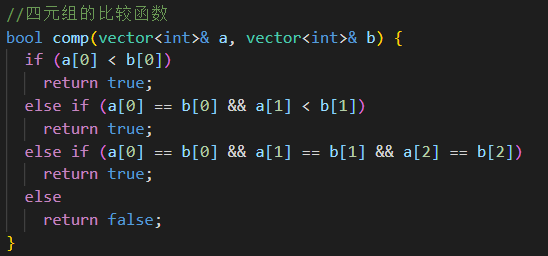 //四元组的比较函数
bool comp(vector<int>& a, vector<int>& b) {
  if (a[0] < b[0])
    return true;
  else if (a[0] == b[0] && a[1] < b[1])
    return true;
  else if (a[0] == b[0] && a[1] == b[1] && a[2] == b[2])
    return true;
  else
    return false;
}